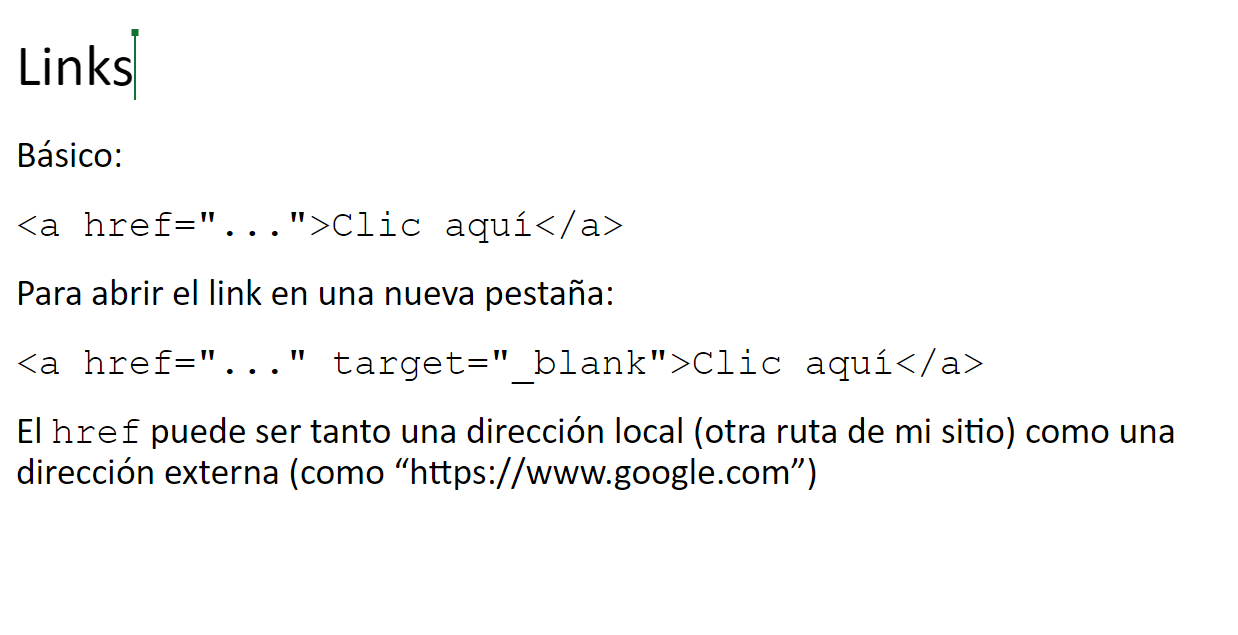 Links
Básico:
<a href="...">Clic aquí</a>
Para abrir el link en una nueva pestaña:
<a href="..." target="_blank">Clic aquí</a>
El href puede ser tanto una dirección local (otra ruta de mi sitio) como una
dirección externa (como “https://www.google.com”)